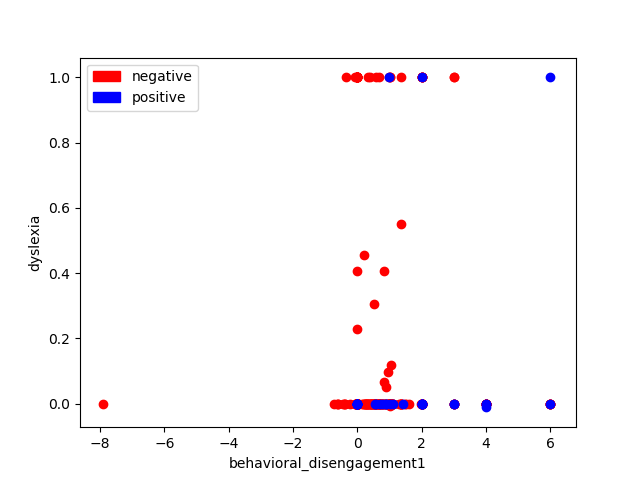 negative
positive
1.0
0.8
0.6
0.4
0.2
0.0
dyslexia
−8 −6 −4 −2 0 2 4 6
behavioral_disengagement1